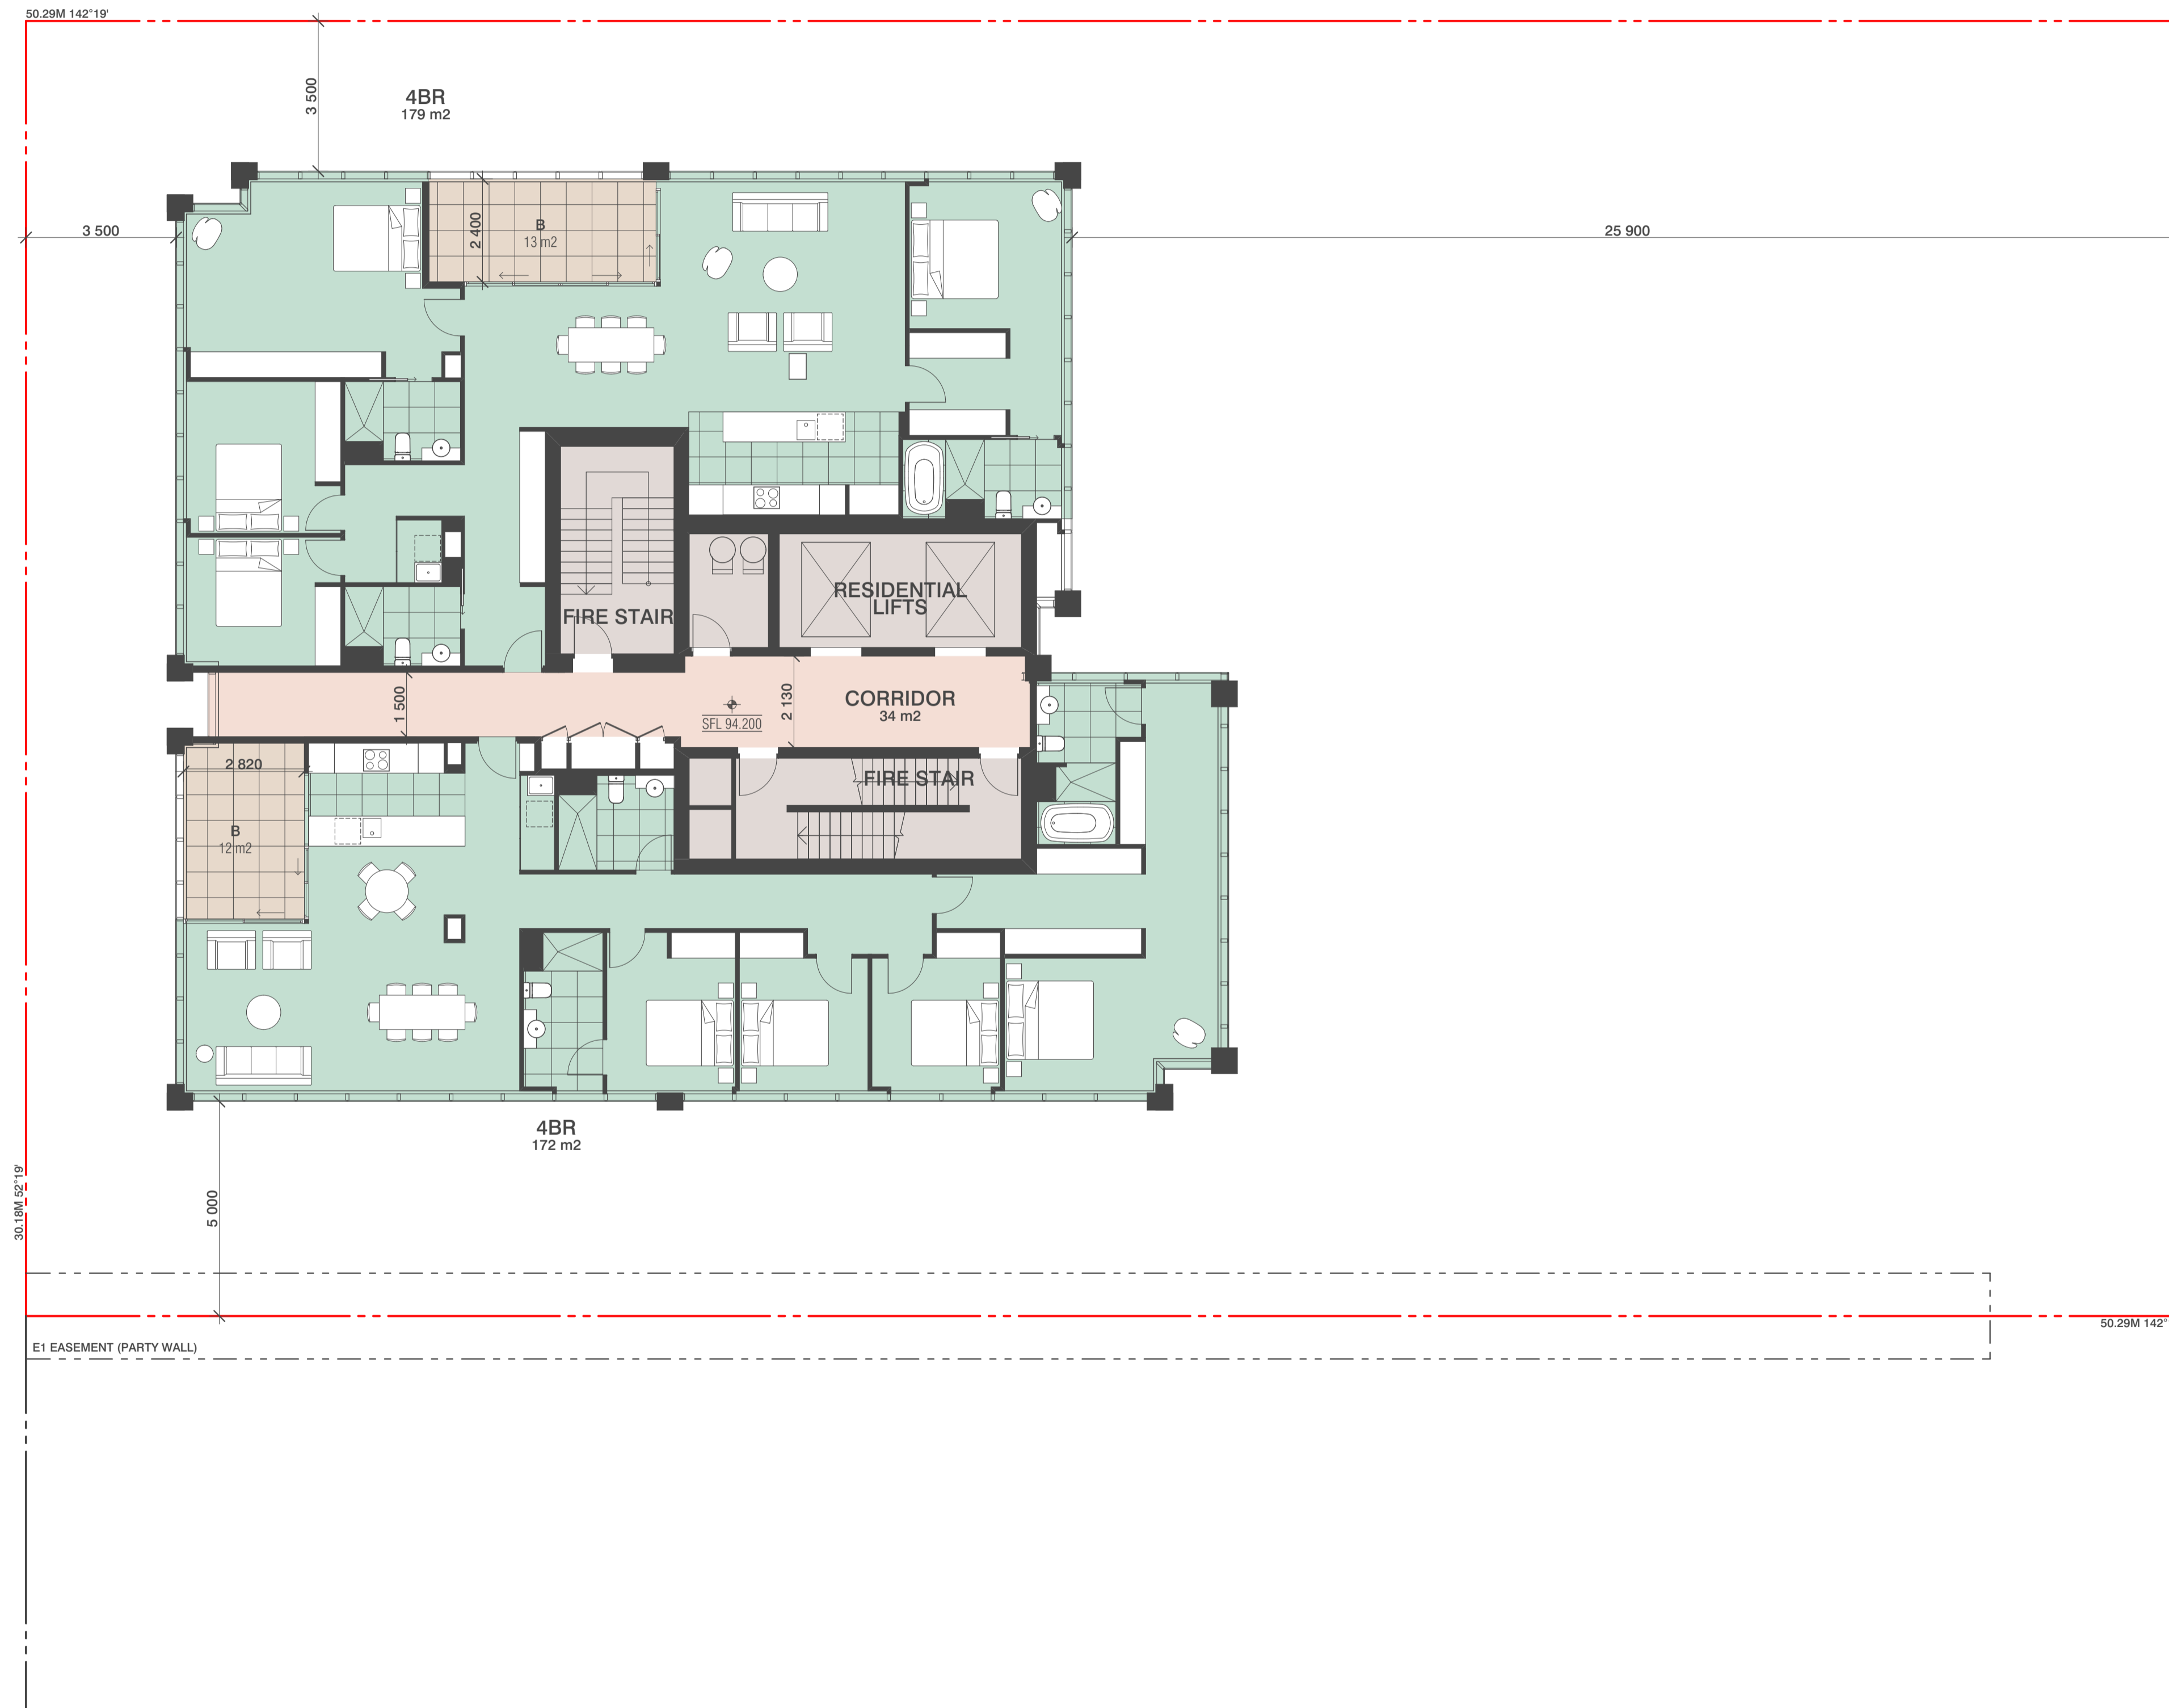 50.29M 142°19'
3 500
4BR
179 m2
3 500
25 900
2 400
B
13 m2
FIRE STAIR
RESIDENTIAL
LIFTS
1 500
SFL 94.200
2 130
CORRIDOR
34 m2
2 820
FIRE STAIR
B
12 m2
4BR
172 m2
30.18M 52°19'
5 000
50.29M 142°
E1 EASEMENT (PARTY WALL)